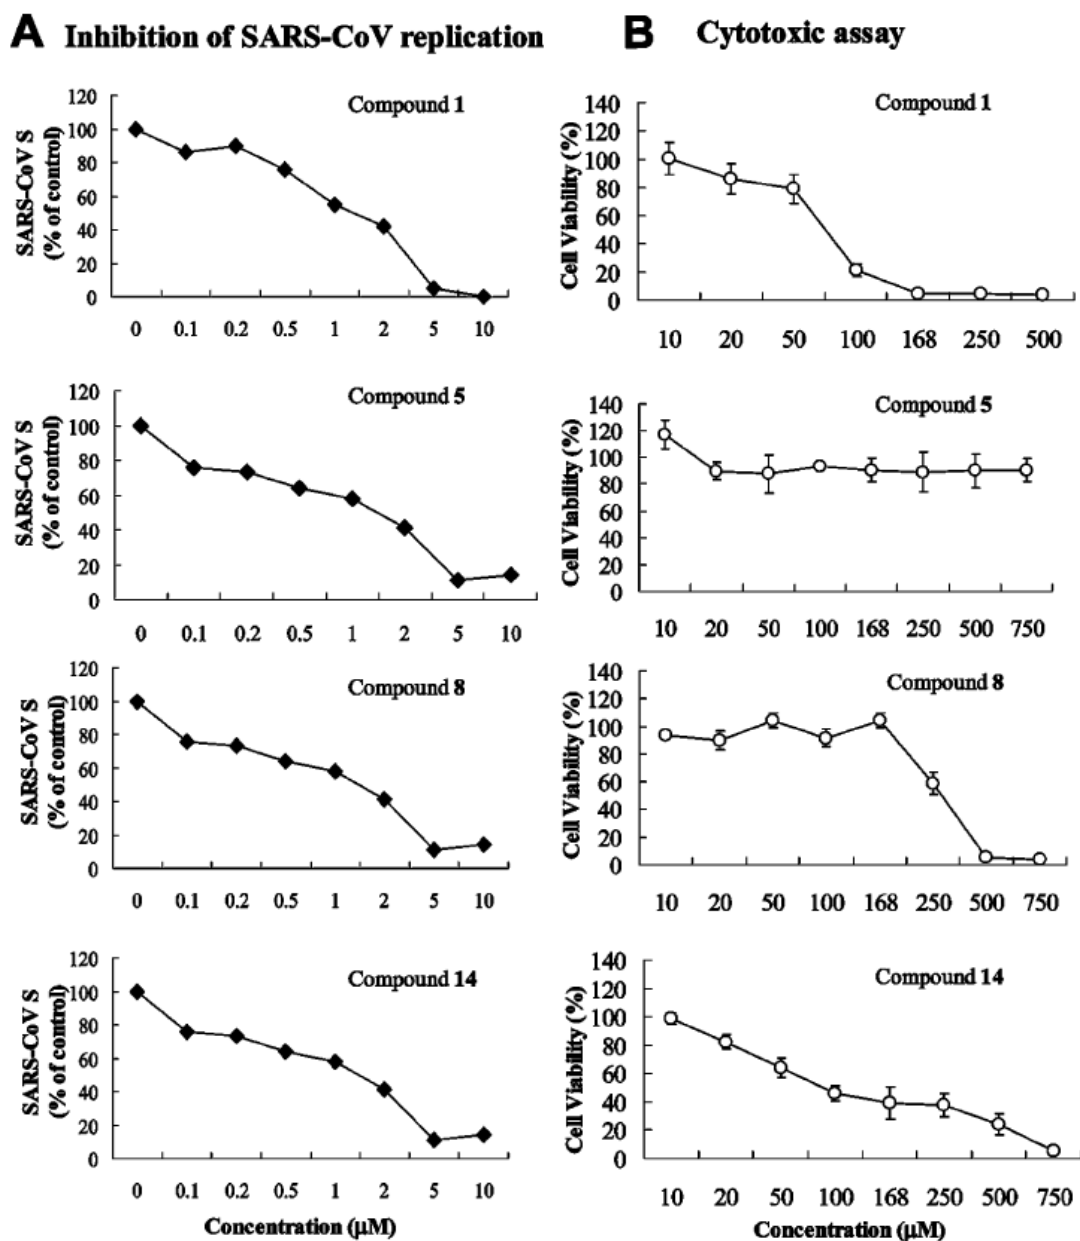 A Inhibition of SARS-CoV replication
B Cytotoxic assay
Compound 1
SARS-CoV S
(% of control)
120
100
80
60
40
20
0
0 0.1 0.2 0.5 1 2 5 10
Compound 1
Cell Viability (%)
140
120
100
80
60
40
20
0
10 20 50 100 168 250 500
Compound 5
SARS-CoV S
(% of control)
120
100
80
60
40
20
0
0 0.1 0.2 0.5 1 2 5 10
Compound 5
Cell Viability (%)
140
120
100
80
60
40
20
0
10 20 50 100 168 250 500 750
Compound 8
SARS-CoV S
(% of control)
120
100
80
60
40
20
0
0 0.1 0.2 0.5 1 2 5 10
Compound 8
Cell Viability (%)
140
120
100
80
60
40
20
0
10 20 50 100 168 250 500 750
Compound 14
SARS-CoV S
(% of control)
120
100
80
60
40
20
0
0 0.1 0.2 0.5 1 2 5 10
Concentration (μM)
Compound 14
Cell Viability (%)
140
120
100
80
60
40
20
0
10 20 50 100 168 250 500 750
Concentration (μM)